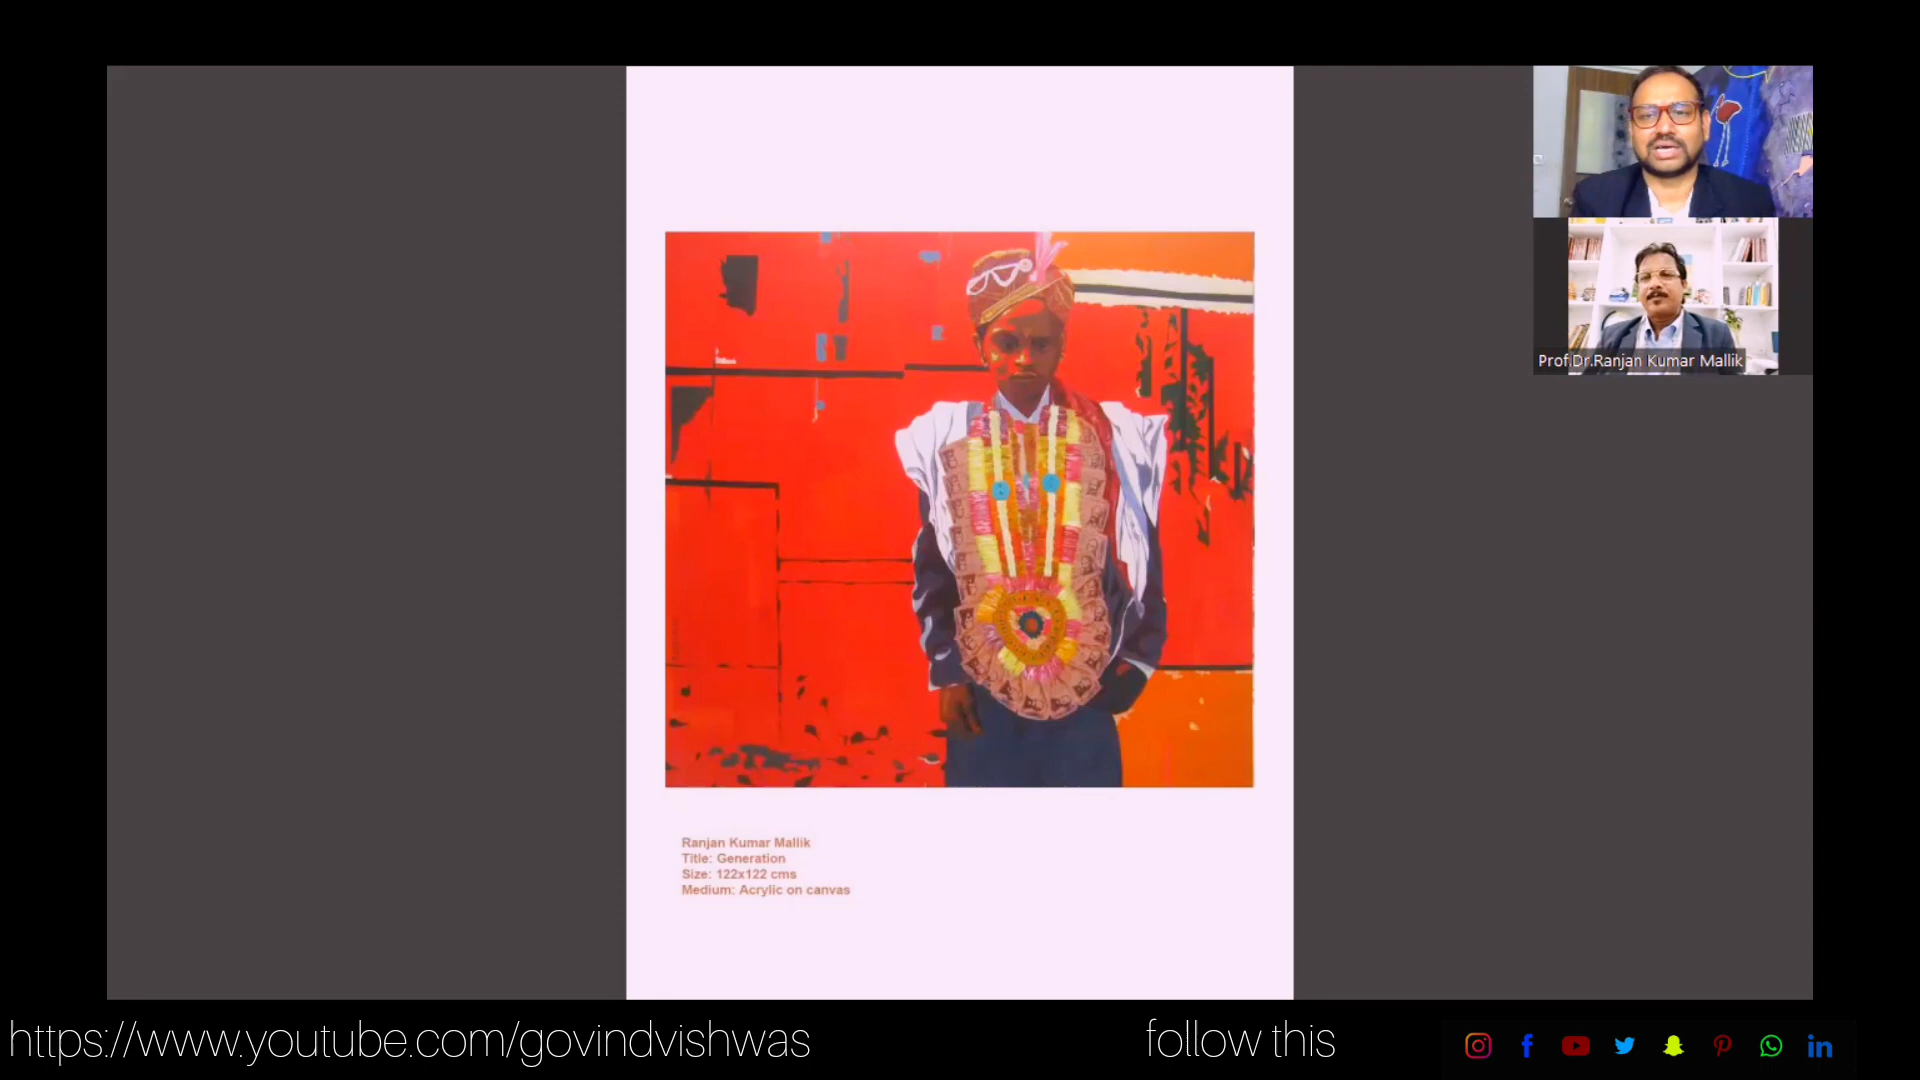 Prof.Dr.Ranjan Kumar Mallik
Ranjan Kumar Mallik
Title: Generation
Size: 122x122 cms
Medium: Acrylic on canvas
https://www.youtube.com/govindvishwas
follow this